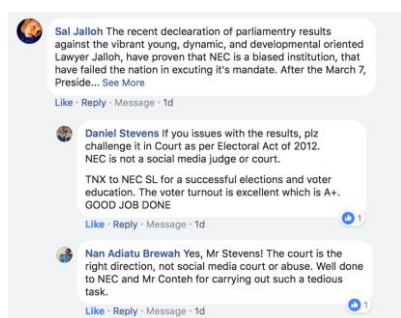 Sal Jalloh The recent declearation of parliamentry results
against the vibrant young, dynamic, and developmental oriented
Lawyer Jalloh, have proven that NEC is a biased institution, that
have failed the nation in excuting it's mandate. After the March 7,
Preside... See More
Like · Reply · Message · 1d
Daniel Stevens If you issues with the results, plz
challenge it in Court as per Electoral Act of 2012.
NEC is not a social media judge or court.
TNX to NEC SL for a successful elections and voter
education. The voter turnout is excellent which is A+.
GOOD JOB DONE
1
Like · Reply · Message · 1d
Nan Adiatu Brewah Yes, Mr Stevens! The court is the
right direction, not social media court or abuse. Well done
to NEC and Mr Conteh for carrying out such a tedious
task.
1
Like · Reply · Message · 1d